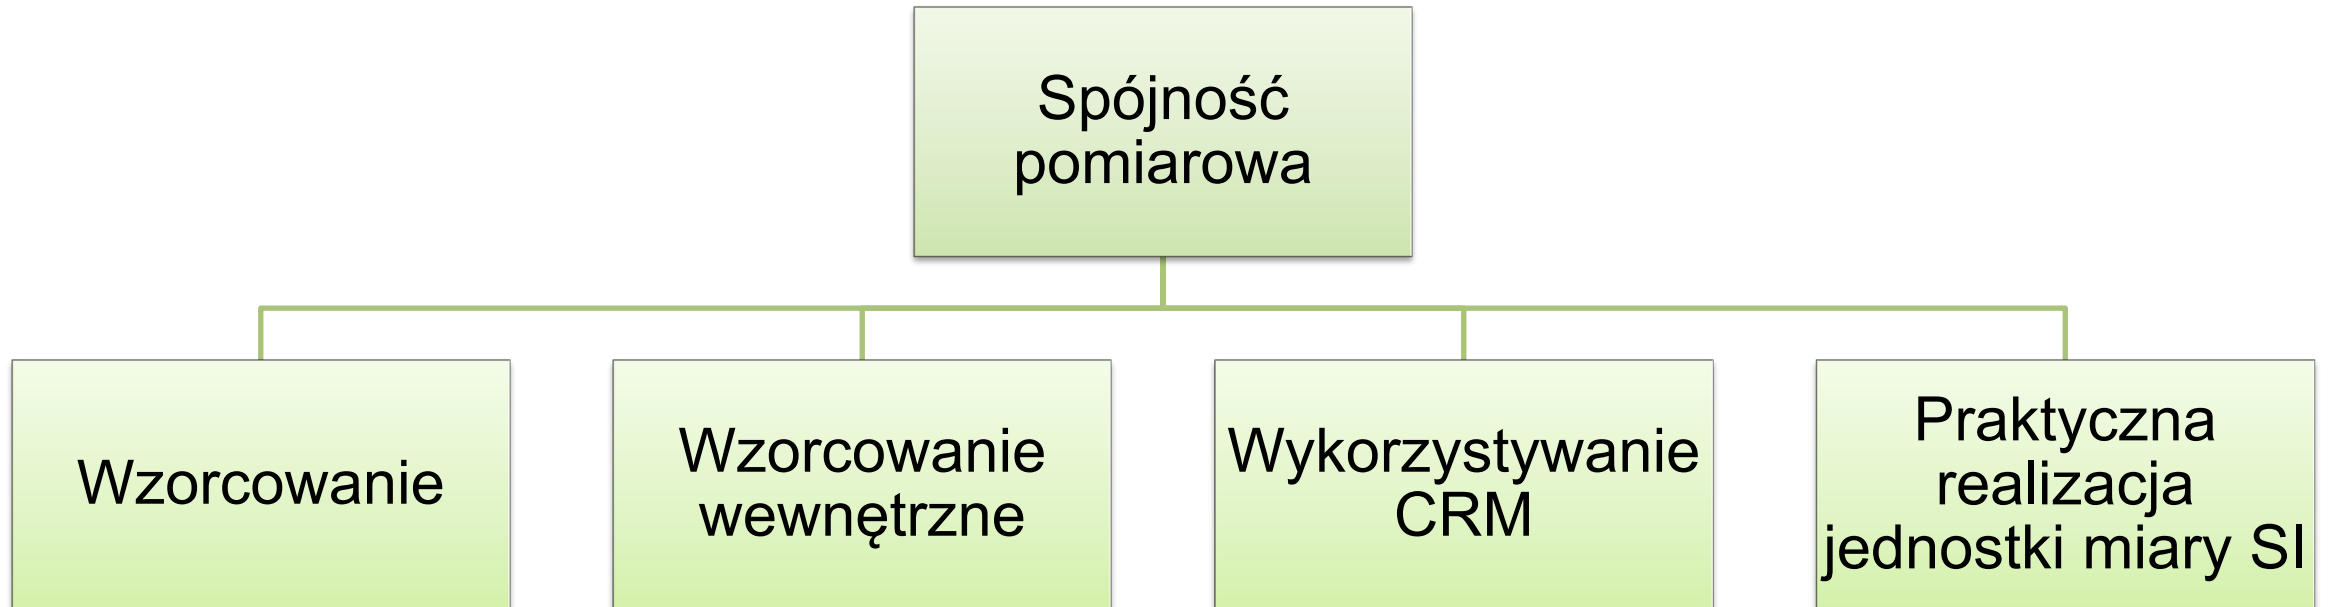 Spójność
pomiarowa
Wzorcowanie
Wzorcowanie
wewnętrzne
Wykorzystywanie
CRM
Praktyczna
realizacja
jednostki miary SI